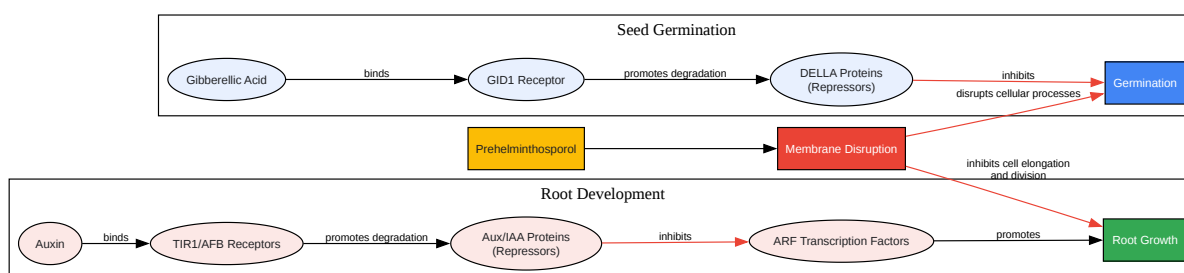 Seed Germination
Gibberellic Acid
binds
GID1 Receptor
promotes degradation
DELLA Proteins
(Repressors)
inhibits
Germination
disrupts cellular processes
Prehelminthosporol
Membrane Disruption
inhibits cell elongation
and division
Root Development
Auxin
binds
TIR1/AFB Receptors
promotes degradation
Aux/IAA Proteins
(Repressors)
inhibits
ARF Transcription Factors
promotes
Root Growth